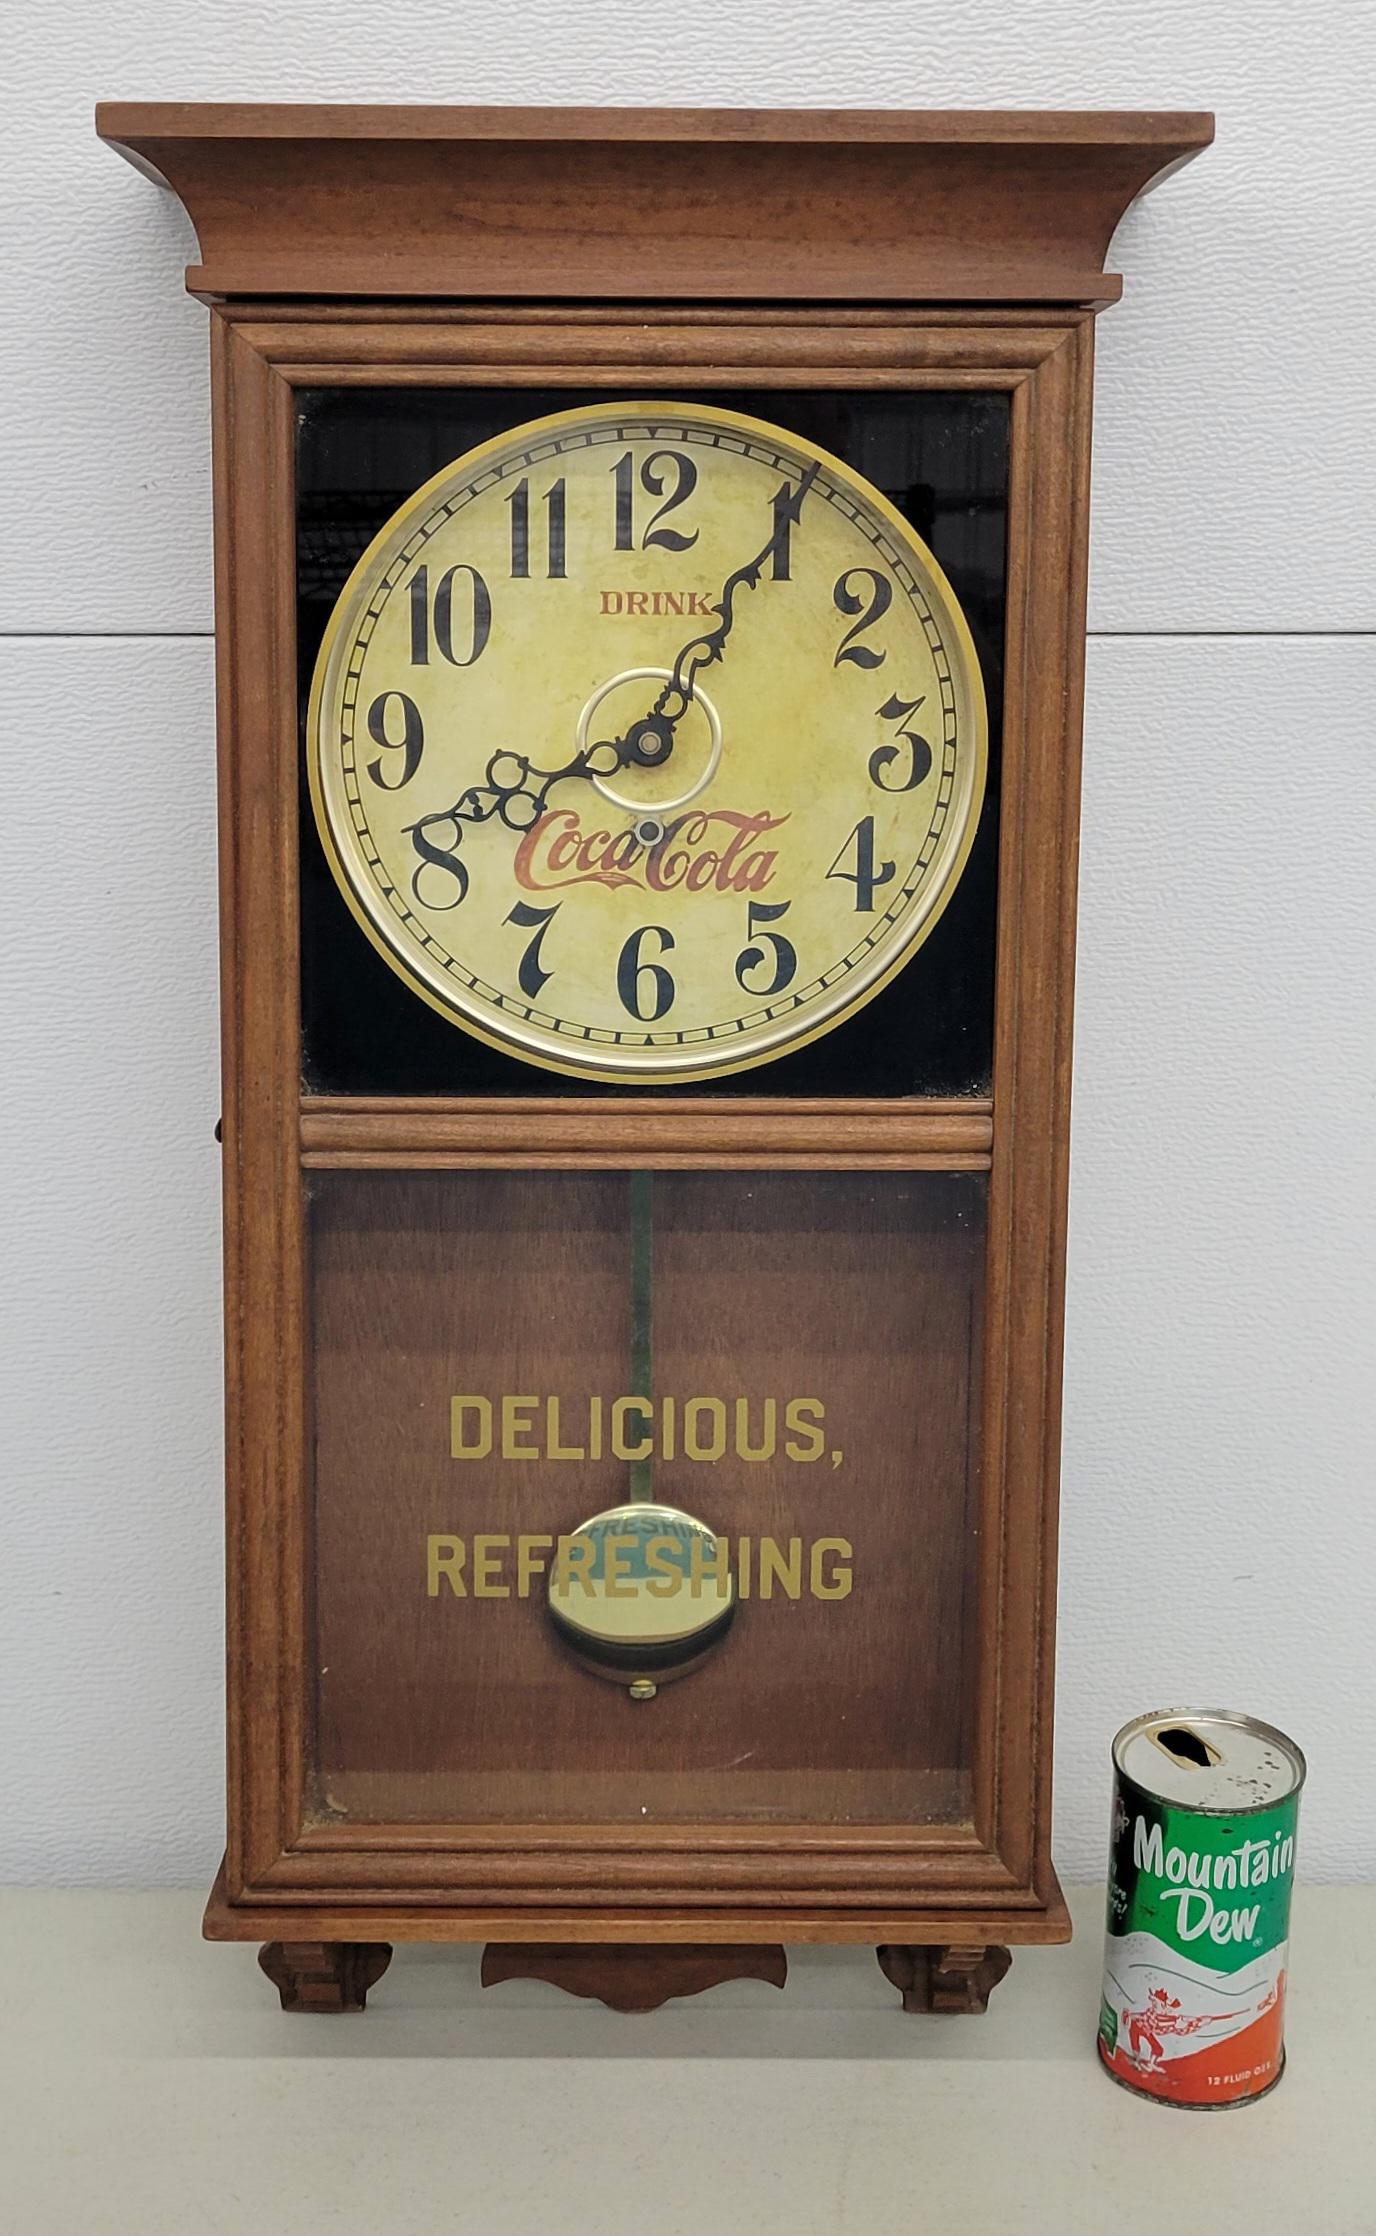 12
11 1
10 2
DRINK
9 3
Coca Cola
8 4
7 5
6
DELICIOUS,
REFRESHING
FRESHIN
Mountain
Dew
12 FLUID OZS.